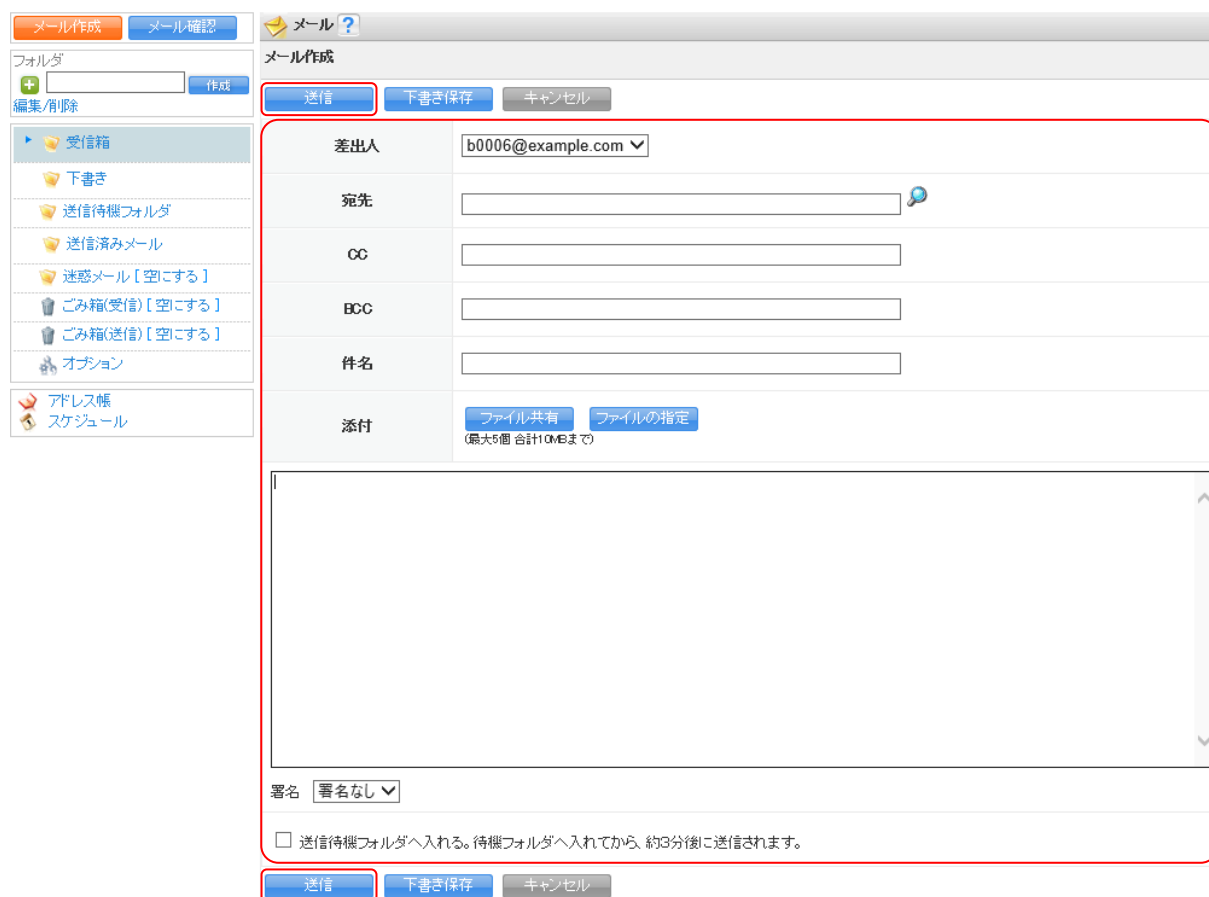 メール作成 メール確認
フォルダ
作成
編集/削除
受信箱
下書き
送信待機フォルダ
送信済みメール
迷惑メール [ 空にする ]
ごみ箱(受信) [ 空にする ]
ごみ箱(送信) [ 空にする ]
オプション
アドレス帳
スケジュール
メール ?
メール作成
送信 下書き保存 キャンセル
差出人 b0006@example.com
宛先
CC
BCC
件名
添付 ファイル共有 ファイルの指定
(最大5個 合計10MBまで)
署名 署名なし
送信待機フォルダへ入れる。待機フォルダへ入れてから、約3分後に送信されます。
送信 下書き保存 キャンセル